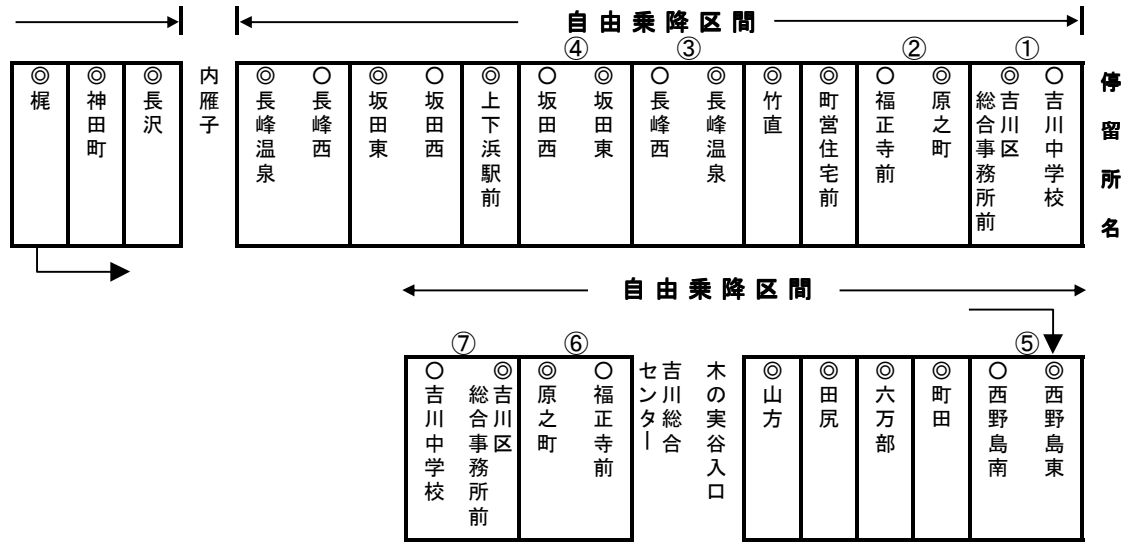 自由乗降区間
① ② ③ ④
停留所名
○吉川中学校
◎吉川区総合事務所前
◎原之町
○福正寺前
◎町営住宅前
◎竹直
◎長峰温泉
○長峰西
◎坂田東
○坂田西
◎上下浜駅前
○坂田西
◎坂田東
○長峰西
◎長峰温泉
内雁子
◎長沢
◎神田町
◎梶
自由乗降区間
⑤ ⑥ ⑦
◎西野島東
○西野島南
◎町田
◎六万部
◎田尻
◎山方
木の実谷入口
吉川総合センター
○福正寺前
◎原之町
◎吉川区総合事務所前
○吉川中学校